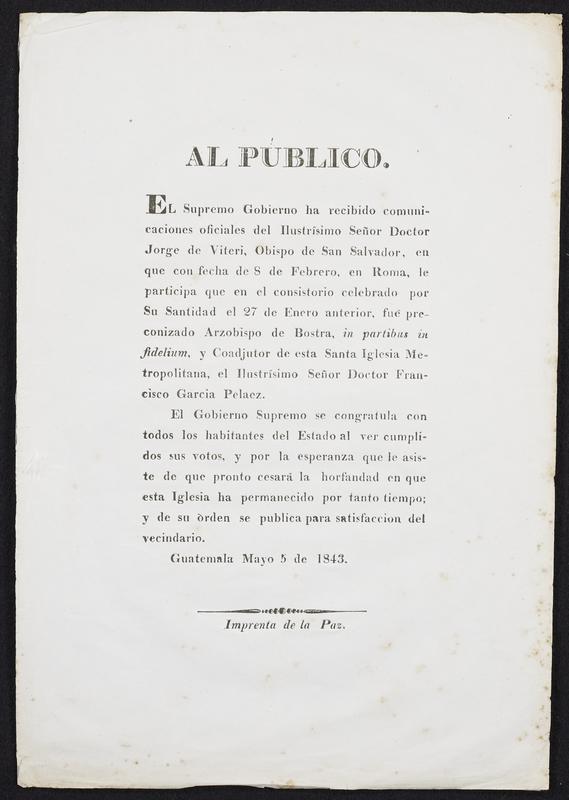 AL PÚBLICO.
EL Supremo Gobierno ha recibido comuni-
caciones oficiales del Ilustrísimo Señor Doctor
Jorge de Viteri, Obispo de San Salvador, en
que con fecha de 8 de Febrero, en Roma, le
participa que en el consistorio celebrado por
Su Santidad el 27 de Enero anterior, fué pre-
conizado Arzobispo de Bostra, in partibus in
fidelium, y Coadjutor de esta Santa Iglesia Me-
tropolitana, el Ilustrísimo Señor Doctor Fran-
cisco Garcia Pelaez.
El Gobierno Supremo se congratula con
todos los habitantes del Estado al ver cumpli-
dos sus votos, y por la esperanza que le asis-
te de que pronto cesará la horfandad en que
esta Iglesia ha permanecido por tanto tiempo;
y de su òrden se publica para satisfaccion del
vecindario.
Guatemala Mayo 5 de 1843.
Imprenta de la Paz.